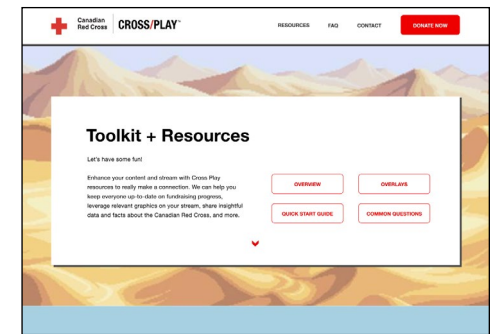 Canadian
Red Cross
CROSS/PLAY™
RESOURCES FAQ CONTACT DONATE NOW
Toolkit + Resources
Let's have some fun!
Enhance your content and stream with Cross Play
resources to really make a connection. We can help you
keep everyone up-to-date on fundraising progress,
leverage relevant graphics on your stream, share insightful
data and facts about the Canadian Red Cross, and more.
OVERVIEW OVERLAYS
QUICK START GUIDE COMMON QUESTIONS